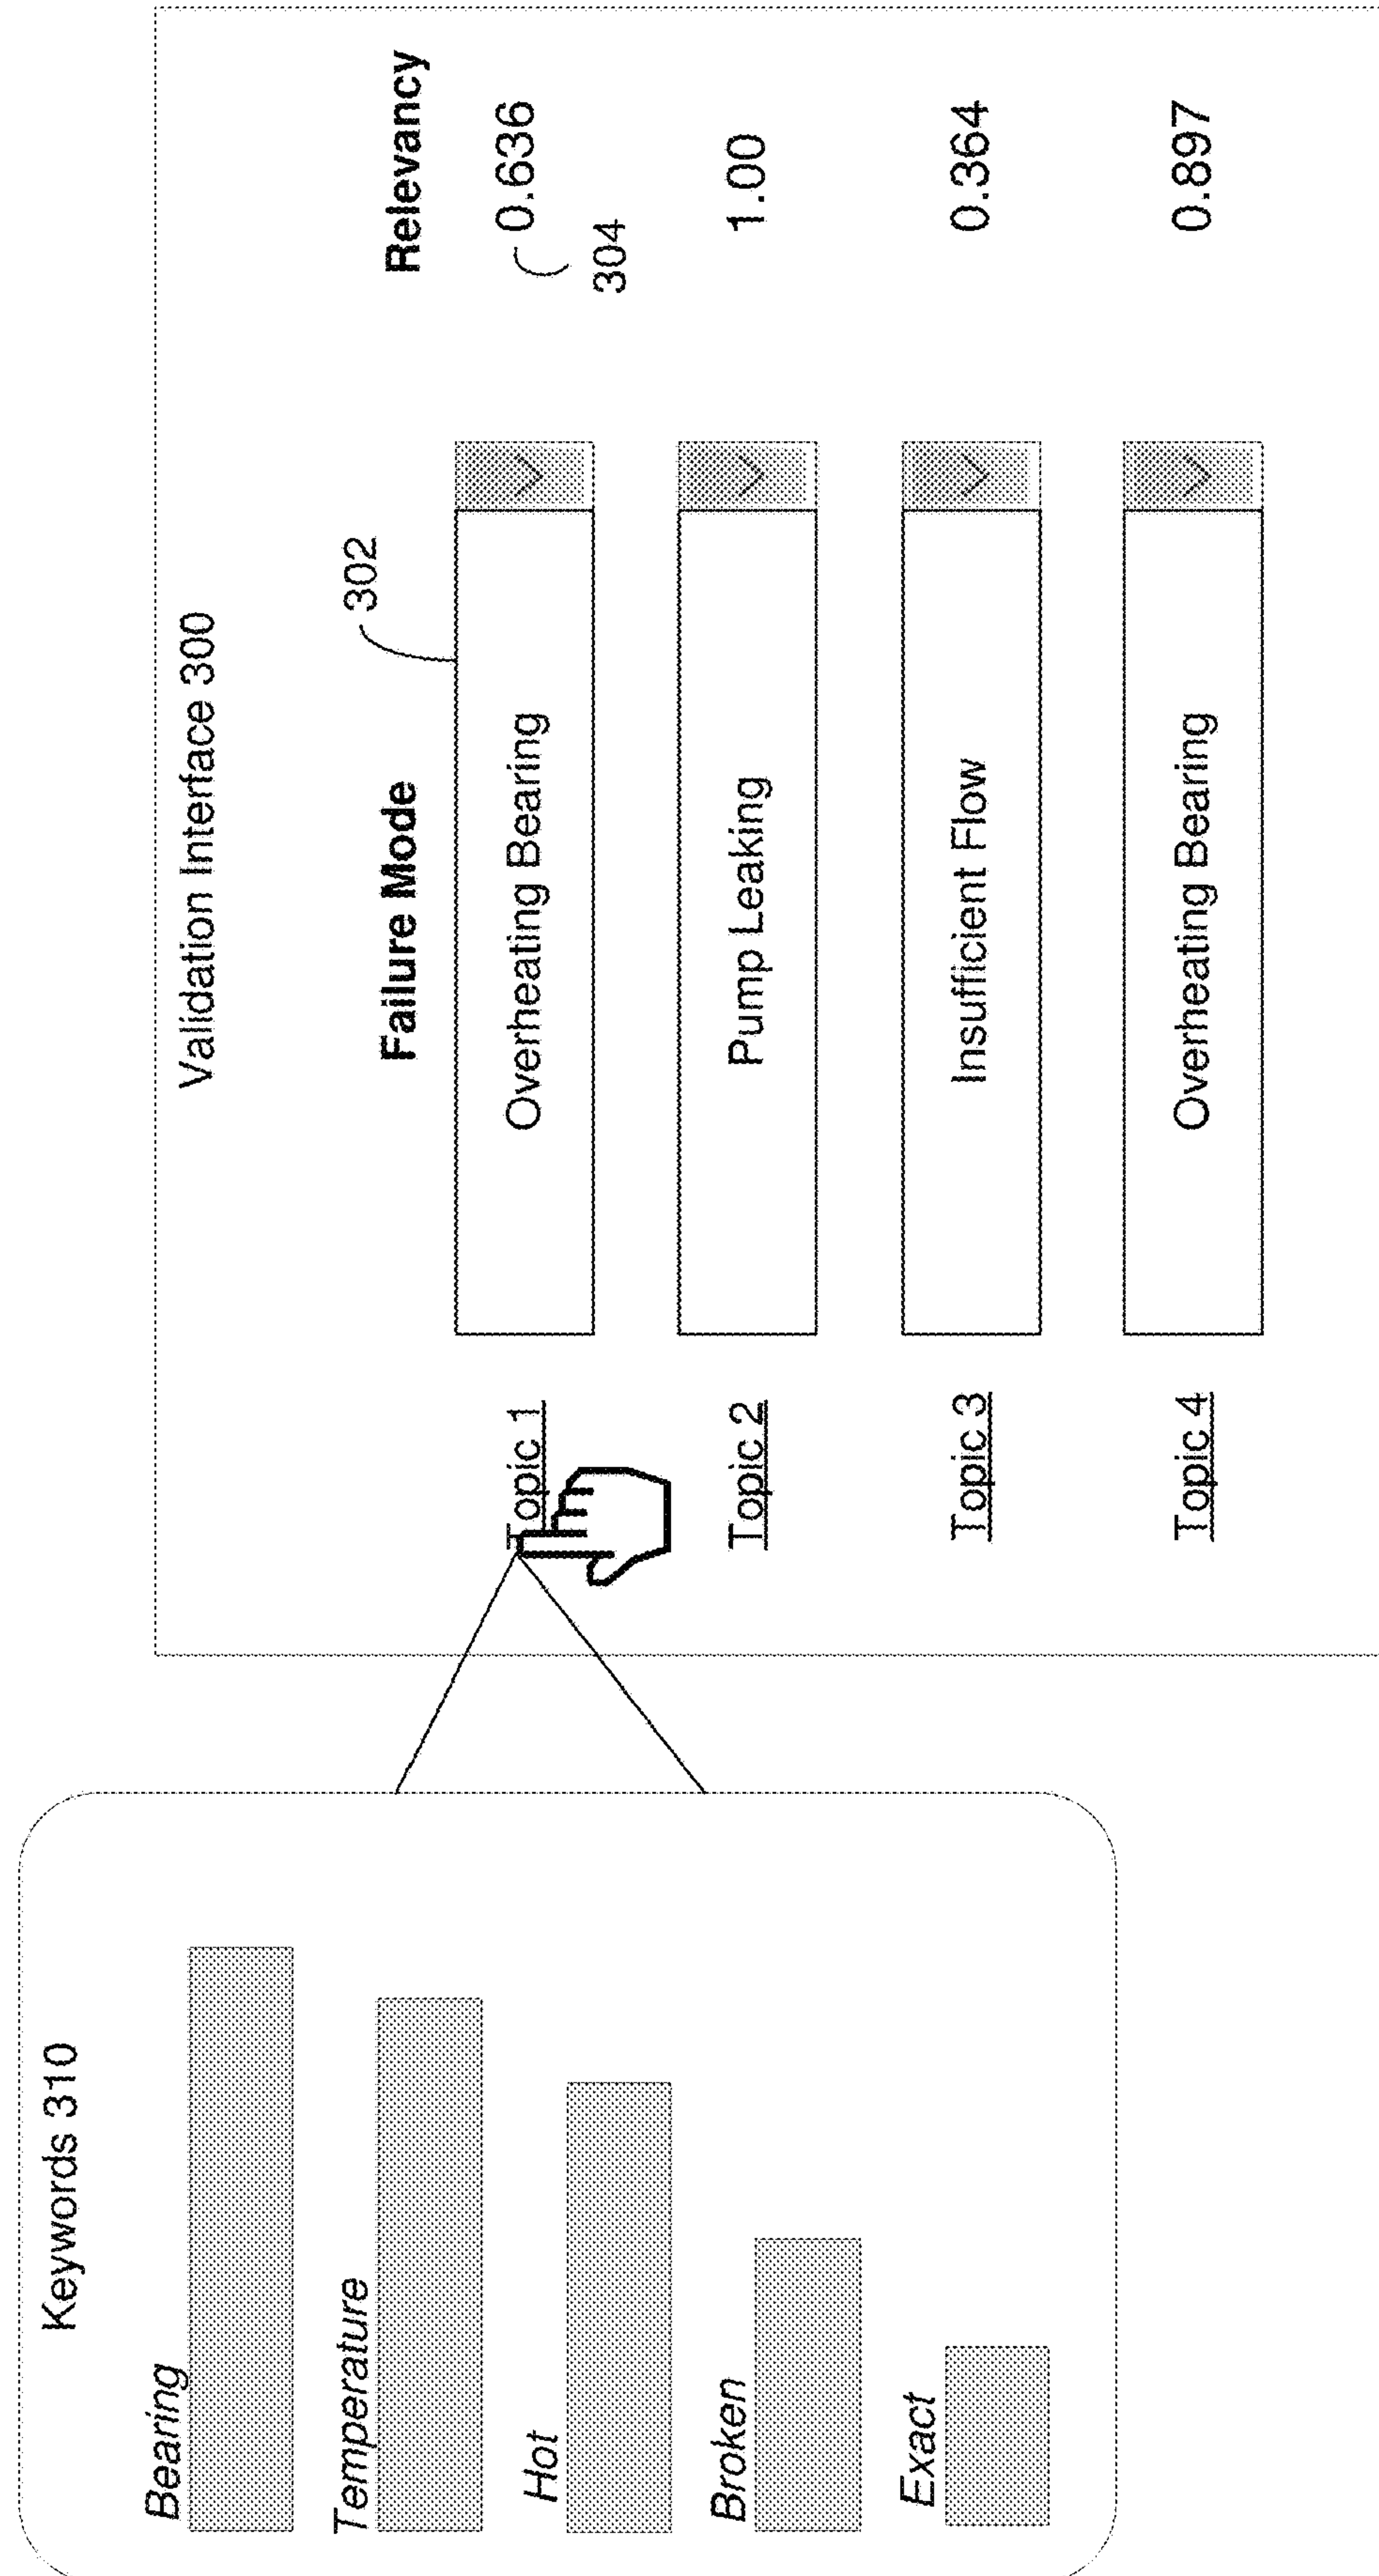 Keywords 310
Bearing
Temperature
Hot
Broken
Exact
Validation Interface 300
Failure Mode
Relevancy
302
Topic 1
Overheating Bearing
0.636
304
Topic 2
Pump Leaking
1.00
Topic 3
Insufficient Flow
0.364
Topic 4
Overheating Bearing
0.897